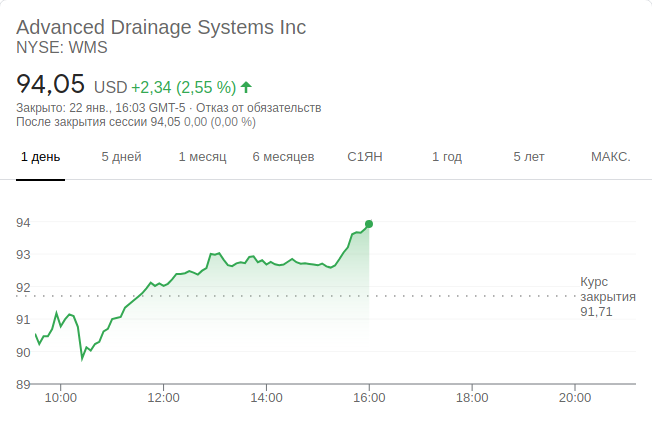 Advanced Drainage Systems Inc
NYSE: WMS
94,05 USD +2,34 (2,55 %)
Закрыто: 22 янв., 16:03 GMT-5 · Отказ от обязательств
После закрытия сессии 94,05 0,00 (0,00 %)
1 день 5 дней 1 месяц 6 месяцев С1ЯН 1 год 5 лет МАКС.
94
93
92
Курс
закрытия
91,71
91
90
89
10:00 12:00 14:00 16:00 18:00 20:00